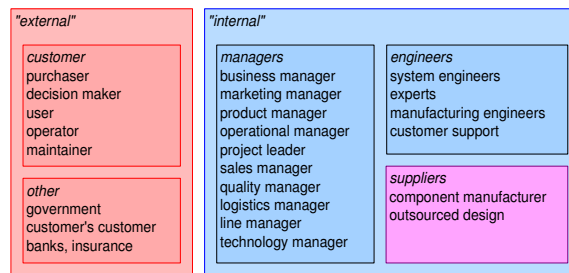 "external"
customer
purchaser
decision maker
user
operator
maintainer
other
government
customer's customer
banks, insurance
"internal"
managers
business manager
marketing manager
product manager
operational manager
project leader
sales manager
quality manager
logistics manager
line manager
technology manager
engineers
system engineers
experts
manufacturing engineers
customer support
suppliers
component manufacturer
outsourced design